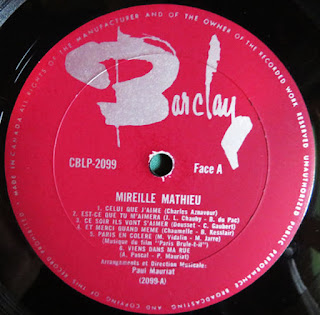 ALL RIGHTS OF THE MANUFACTURER AND OF THE OWNER OF THE RECORDED WORK RESERVED UNAUTHORIZED PUBLIC PERFORMANCE BROADCASTING AND COPYING OF THIS RECORD PROHIBITED
MADE IN CANADA
Barclay
CBLP-2099
Face A
MIREILLE MATHIEU
1. CELUI QUE J'AIME (Charles Aznavour)
2. EST-CE QUE TU M'AIMERA (J. L. Chauby - B. du Pac)
3. CE SOIR ILS VONT S'AIMER (Dousset - C. Gaubert)
4. ET MERCI QUAND MEME (Chaumelle - B. Kesslair)
5. PARIS EN COLERE (M. Vidalin - M. Jarre)
(Musique du film "Paris Brule-t-il")
6. VIENS DANS MA RUE
(A. Pascal - P. Mauriat)
Arrangements et Direction Musicale:
Paul Mauriat
(2099-A)